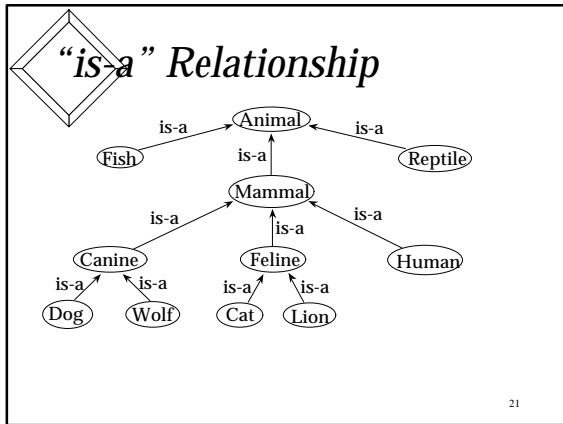 “is-a” Relationship
Animal
is-a is-a
Fish is-a Reptile
Mammal
is-a is-a is-a
Canine Feline Human
is-a is-a is-a is-a
Dog Wolf Cat Lion
21